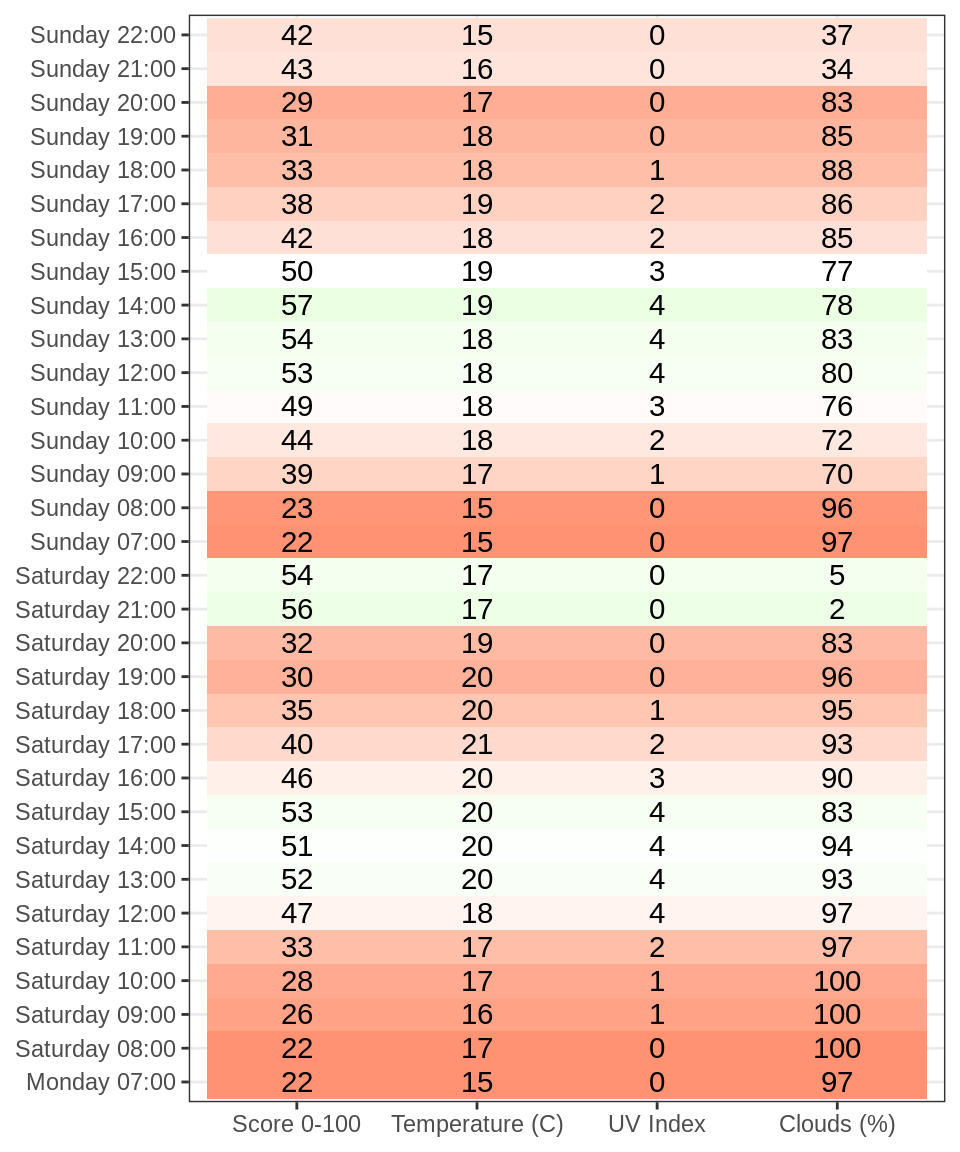 Sunday 22:00 42 15 0 37
Sunday 21:00 43 16 0 34
Sunday 20:00 29 17 0 83
Sunday 19:00 31 18 0 85
Sunday 18:00 33 18 1 88
Sunday 17:00 38 19 2 86
Sunday 16:00 42 18 2 85
Sunday 15:00 50 19 3 77
Sunday 14:00 57 19 4 78
Sunday 13:00 54 18 4 83
Sunday 12:00 53 18 4 80
Sunday 11:00 49 18 3 76
Sunday 10:00 44 18 2 72
Sunday 09:00 39 17 1 70
Sunday 08:00 23 15 0 96
Sunday 07:00 22 15 0 97
Saturday 22:00 54 17 0 5
Saturday 21:00 56 17 0 2
Saturday 20:00 32 19 0 83
Saturday 19:00 30 20 0 96
Saturday 18:00 35 20 1 95
Saturday 17:00 40 21 2 93
Saturday 16:00 46 20 3 90
Saturday 15:00 53 20 4 83
Saturday 14:00 51 20 4 94
Saturday 13:00 52 20 4 93
Saturday 12:00 47 18 4 97
Saturday 11:00 33 17 2 97
Saturday 10:00 28 17 1 100
Saturday 09:00 26 16 1 100
Saturday 08:00 22 17 0 100
Monday 07:00 22 15 0 97
Score 0-100 Temperature (C) UV Index Clouds (%)